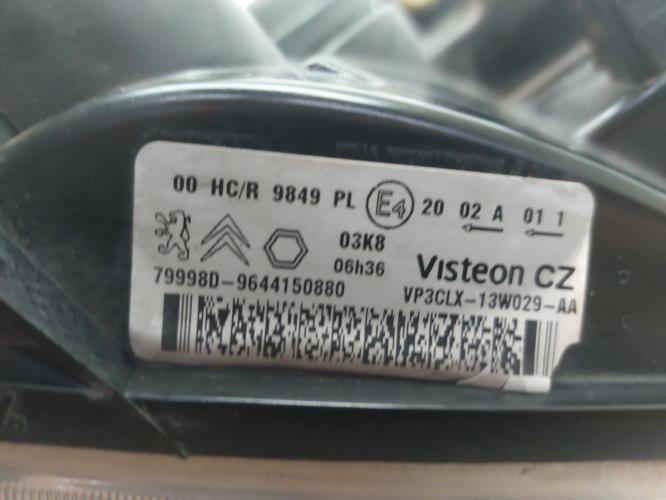 00 HC/R 9849 PL E4 20 02 A 01 1
03K8
06h36
Visteon CZ
79998D-9644150880
VP3CLX-13W029-AA